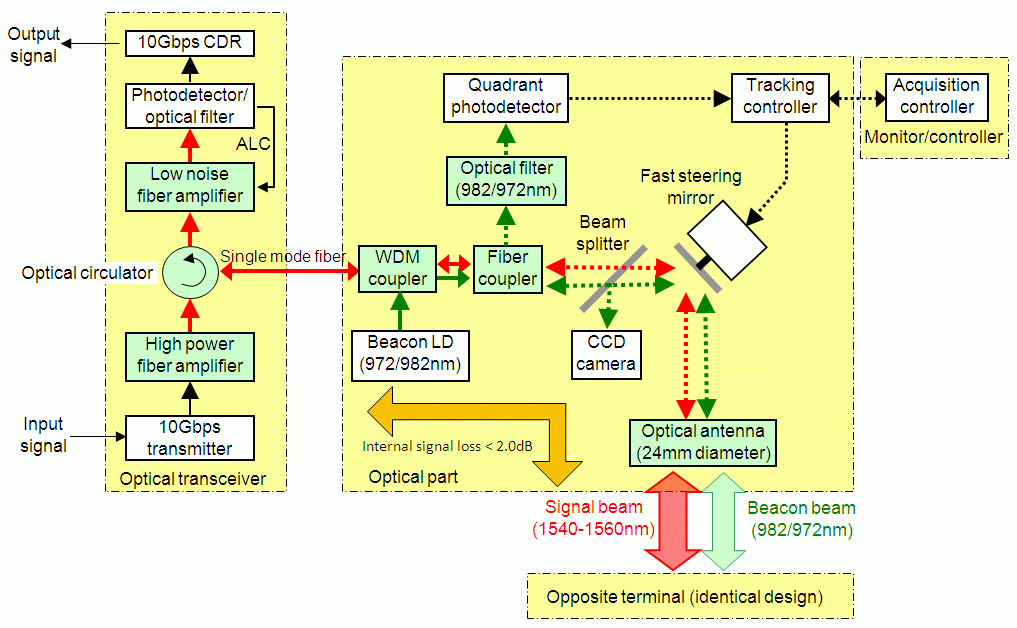 Output
signal
10Gbps CDR
Photodetector/
optical filter
ALC
Low noise
fiber amplifier
Optical circulator
Single mode fiber
High power
fiber amplifier
Input
signal
10Gbps
transmitter
Optical transceiver
Quadrant
photodetector
Tracking
controller
Acquisition
controller
Monitor/controller
Optical filter
(982/972nm)
Fast steering
mirror
Beam
splitter
WDM
coupler
Fiber
coupler
Beacon LD
(972/982nm)
CCD
camera
Internal signal loss < 2.0dB
Optical part
Optical antenna
(24mm diameter)
Signal beam
(1540-1560nm)
Beacon beam
(982/972nm)
Opposite terminal (identical design)